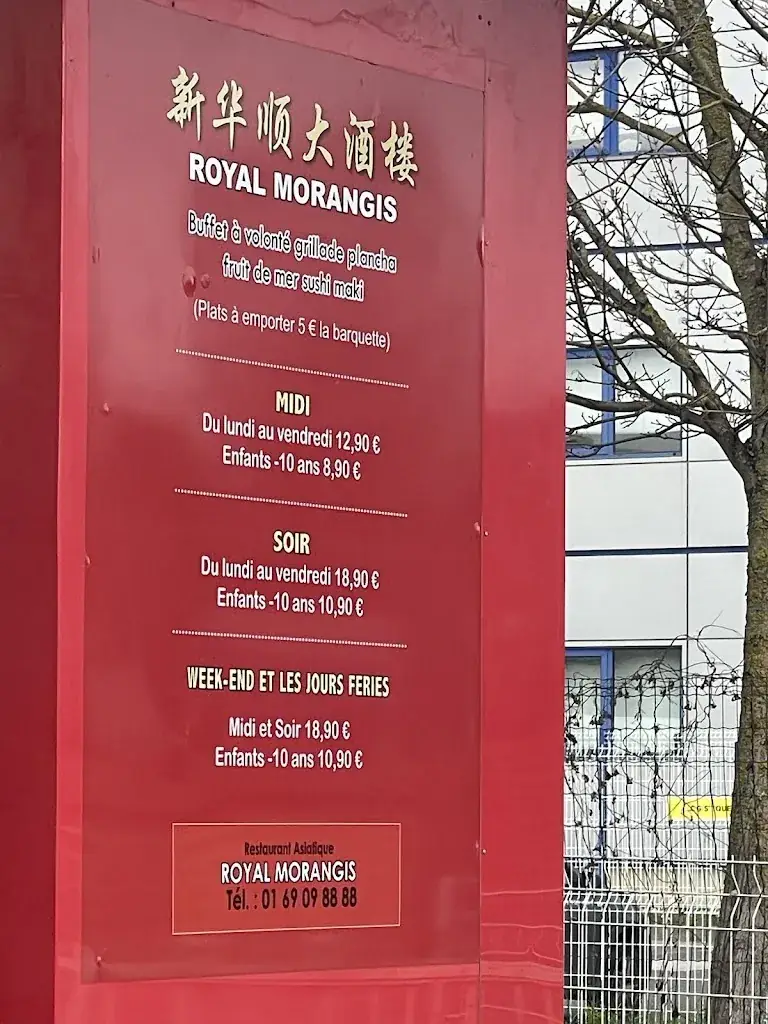 新华顺大酒楼
ROYAL MORANGIS
Buffet à volonté grillade plancha
fruit de mer sushi maki
(Plats à emporter 5 € la barquette)
MIDI
Du lundi au vendredi 12,90 €
Enfants -10 ans 8,90 €
SOIR
Du lundi au vendredi 18,90 €
Enfants -10 ans 10,90 €
WEEK-END ET LES JOURS FERIES
Midi et Soir 18,90 €
Enfants -10 ans 10,90 €
Restaurant Asiatique
ROYAL MORANGIS
Tél. : 01 69 09 88 88